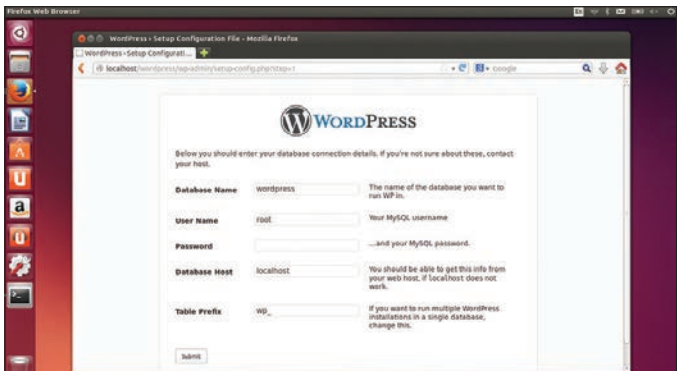 Firefox Web Browser
En
WordPress › Setup Configuration File - Mozilla Firefox
WordPress › Setup Configurati...
localhost/wordpress/wp-admin/setup-config.php?step=1
Google
WORDPRESS
Below you should enter your database connection details. If you're not sure about these, contact
your host.
Database Name wordpress The name of the database you want to
run WP in.
User Name root Your MySQL username
Password ...and your MySQL password.
Database Host localhost You should be able to get this info from
your web host, if localhost does not
work.
Table Prefix wp_ If you want to run multiple WordPress
installations in a single database,
change this.
Submit